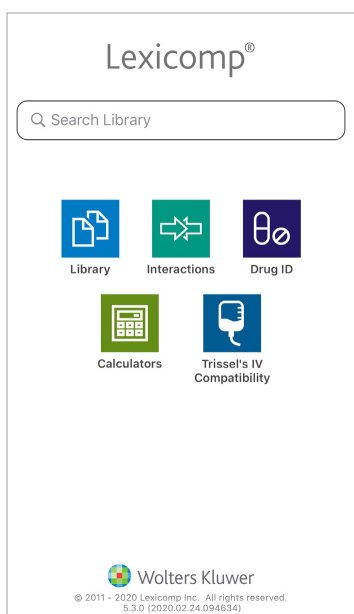 Lexicomp®
Search Library
Library
Interactions
Drug ID
Calculators
Trissel's IV
Compatibility
Wolters Kluwer
© 2011 - 2020 Lexicomp Inc. All rights reserved.
5.3.0 (2020.02.24.094634)